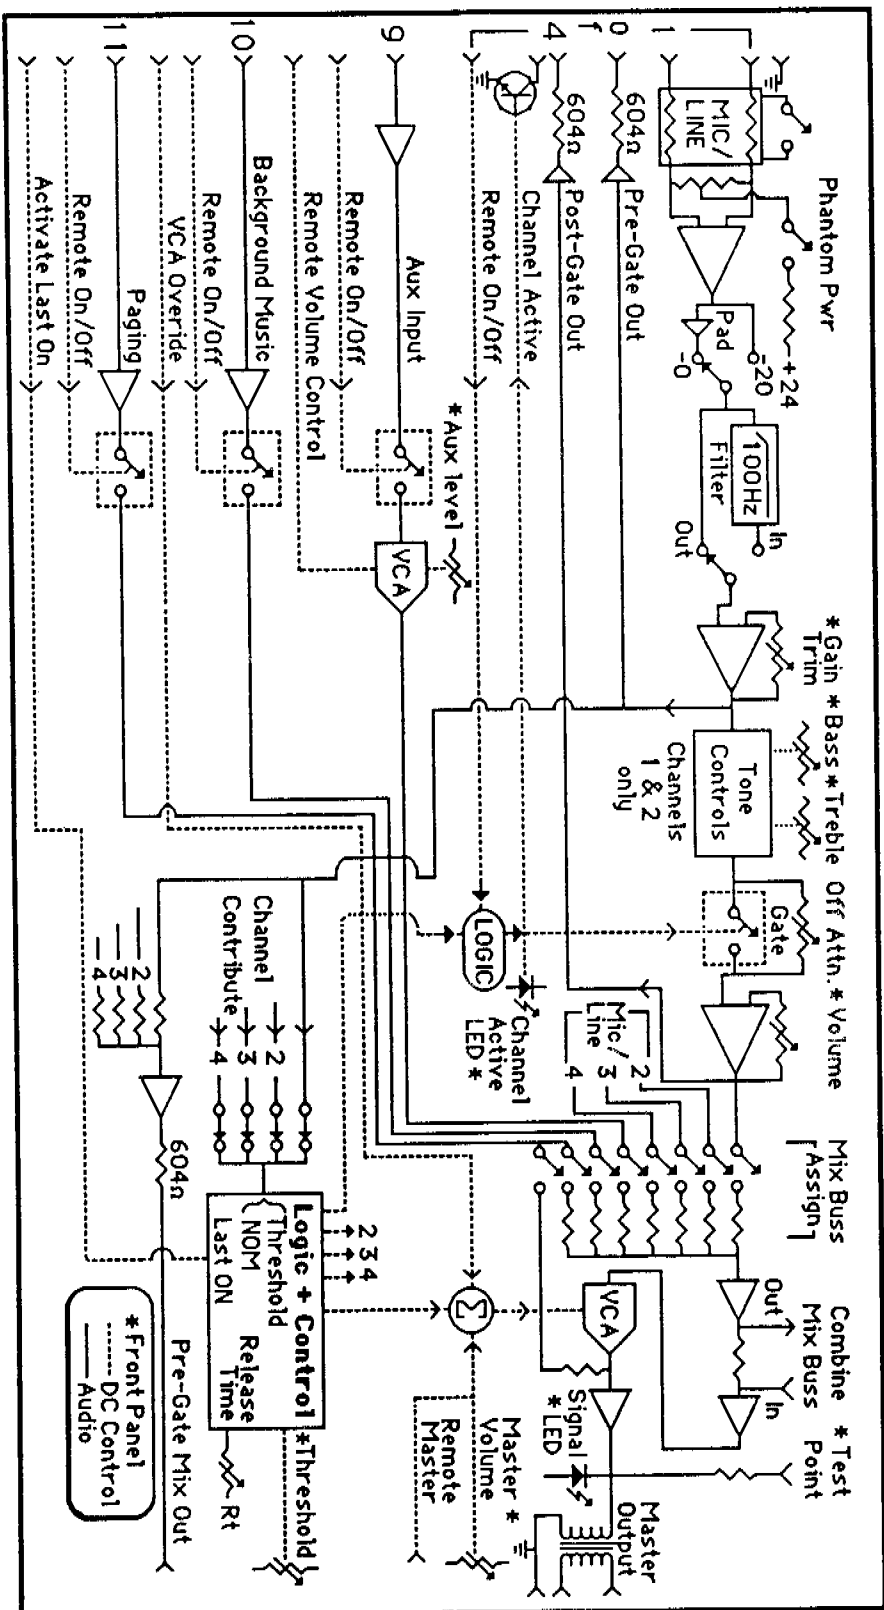 1 of 4
9
10
11
MIC/
LINE
Phantom Pwr
+24
-20
Pad
-0
100Hz
Filter
In
Out
*Gain
Trim
*Bass
*Treble
Tone
Controls
Channels
1 & 2
only
Off Attn.
Gate
*Volume
Mix Buss
Assign
Combine
Mix Buss
Out
In
*Test
Point
604Ω
Pre-Gate Out
604Ω
Post-Gate Out
Channel Active
Remote On/Off
LOGIC
Channel
Active
LED*
Mic/
Line
2
3
4
Aux Input
Remote On/Off
Remote Volume Control
*Aux level
VCA
Background Music
Remote On/Off
VCA Overide
Paging
Remote On/Off
Activate Last On
VCA
Signal
*LED
Master
Output
Σ
Master *
Volume
Remote
Master
2
3
4
Channel
Contribute
2
3
4
Logic + Control
Threshold
NOM
Last ON
Release
Time
*Threshold
Rt
2
3
4
604Ω
Pre-Gate Mix Out
*Front Panel
DC Control
Audio